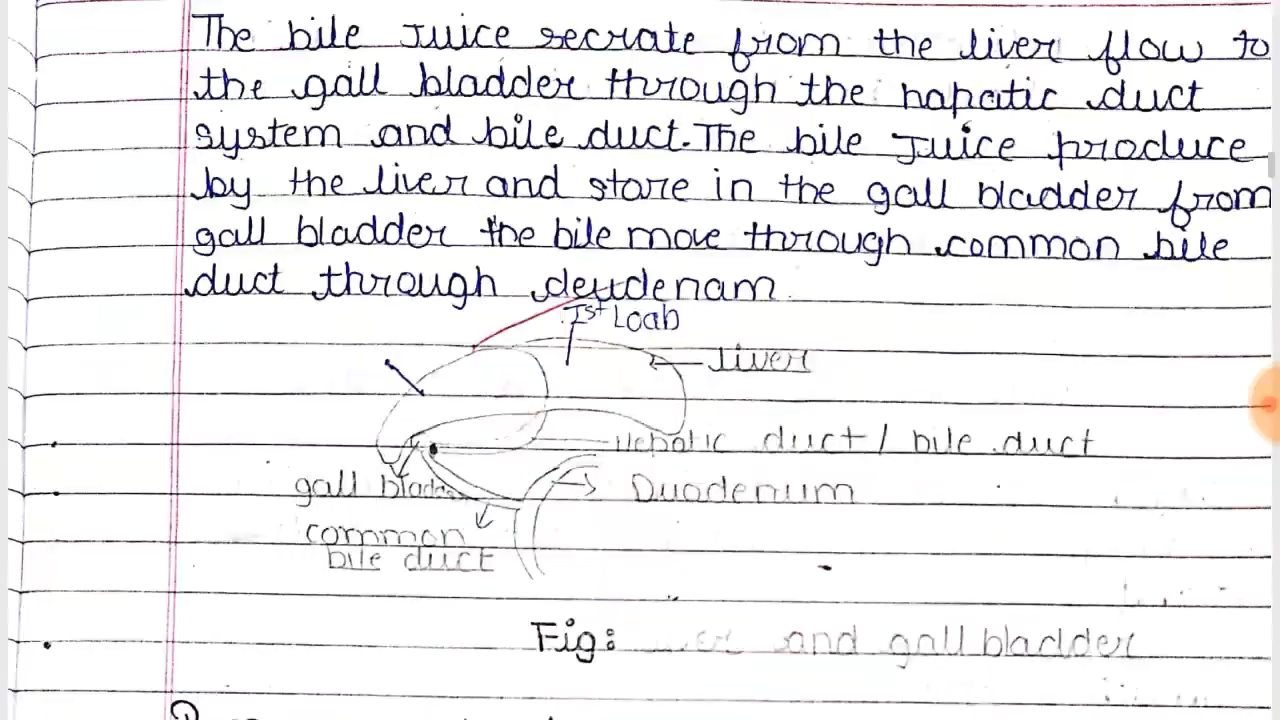 The bile Juice secrate from the liver flow to
the gall bladder through the hapatic duct
system and bile duct. The bile Juice produce
by the liver and store in the gall bladder from
gall bladder the bile move through common bile
duct through deudenam
Ist Loab
liver
Hepatic duct / bile duct
gall bladder
Duodenum
common
bile duct
Fig: and gall bladder